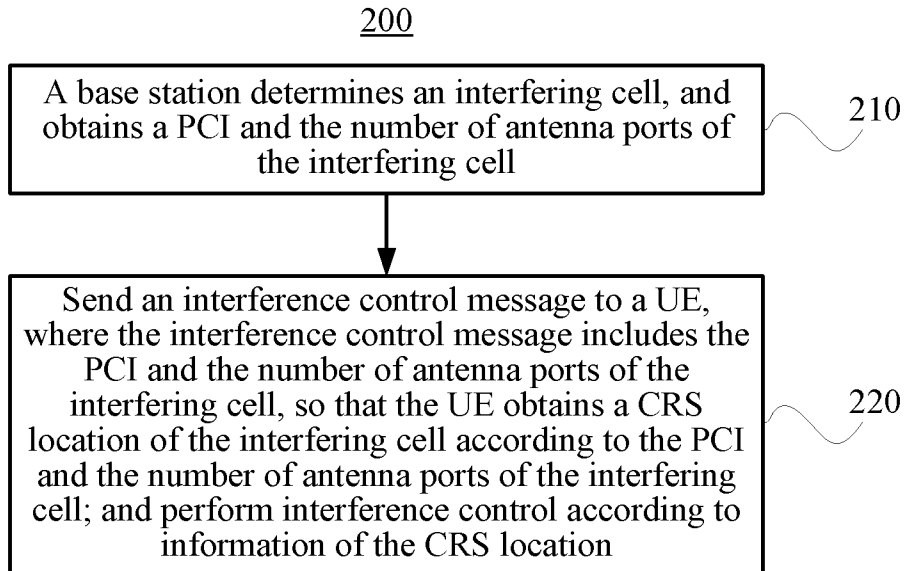 200
A base station determines an interfering cell, and
obtains a PCI and the number of antenna ports of
the interfering cell
210
Send an interference control message to a UE,
where the interference control message includes the
PCI and the number of antenna ports of the
interfering cell, so that the UE obtains a CRS
location of the interfering cell according to the PCI
and the number of antenna ports of the interfering
cell; and perform interference control according to
information of the CRS location
220